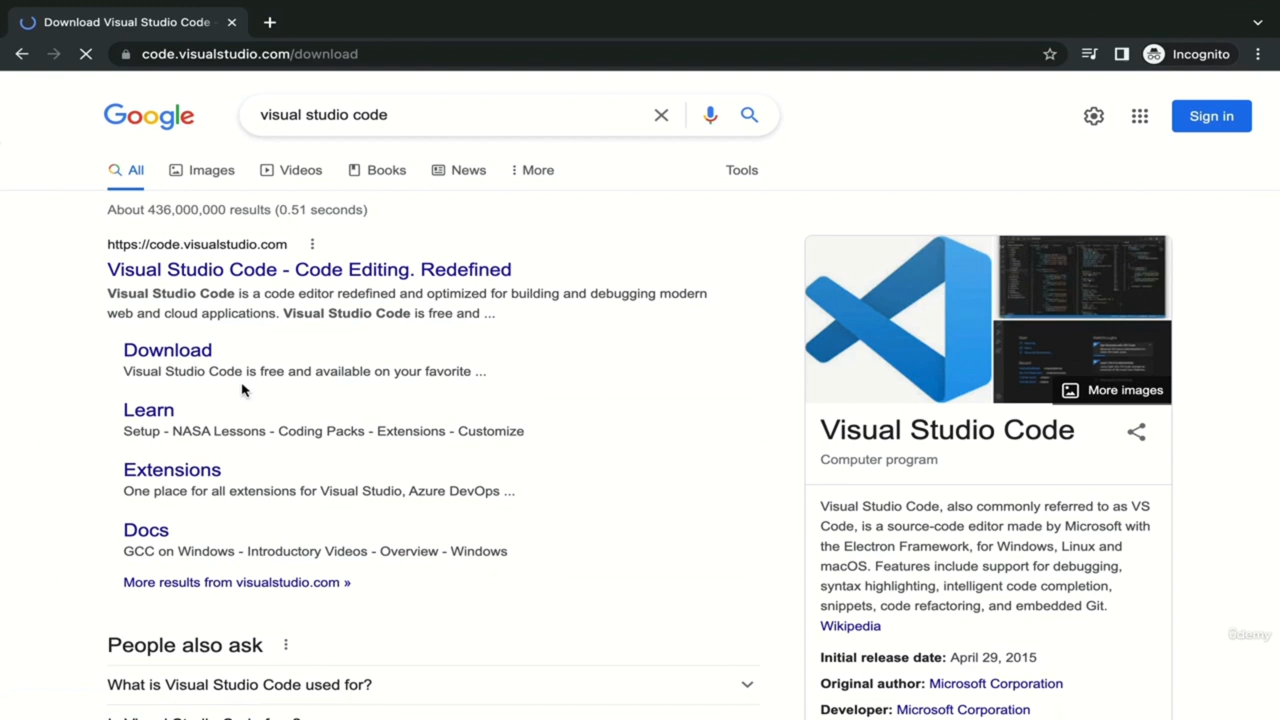 Download Visual Studio Code -
code.visualstudio.com/download
Incognito
Google
visual studio code
Sign in
All
Images
Videos
Books
News
More
Tools
About 436,000,000 results (0.51 seconds)
https://code.visualstudio.com
Visual Studio Code - Code Editing. Redefined
Visual Studio Code is a code editor redefined and optimized for building and debugging modern
web and cloud applications. Visual Studio Code is free and ...
Download
Visual Studio Code is free and available on your favorite ...
Learn
Setup - NASA Lessons - Coding Packs - Extensions - Customize
Extensions
One place for all extensions for Visual Studio, Azure DevOps ...
Docs
GCC on Windows - Introductory Videos - Overview - Windows
More results from visualstudio.com »
People also ask
What is Visual Studio Code used for?
More images
Visual Studio Code
Computer program
Visual Studio Code, also commonly referred to as VS
Code, is a source-code editor made by Microsoft with
the Electron Framework, for Windows, Linux and
macOS. Features include support for debugging,
syntax highlighting, intelligent code completion,
snippets, code refactoring, and embedded Git.
Wikipedia
Initial release date: April 29, 2015
Original author: Microsoft Corporation
Developer: Microsoft Corporation
ûdemy